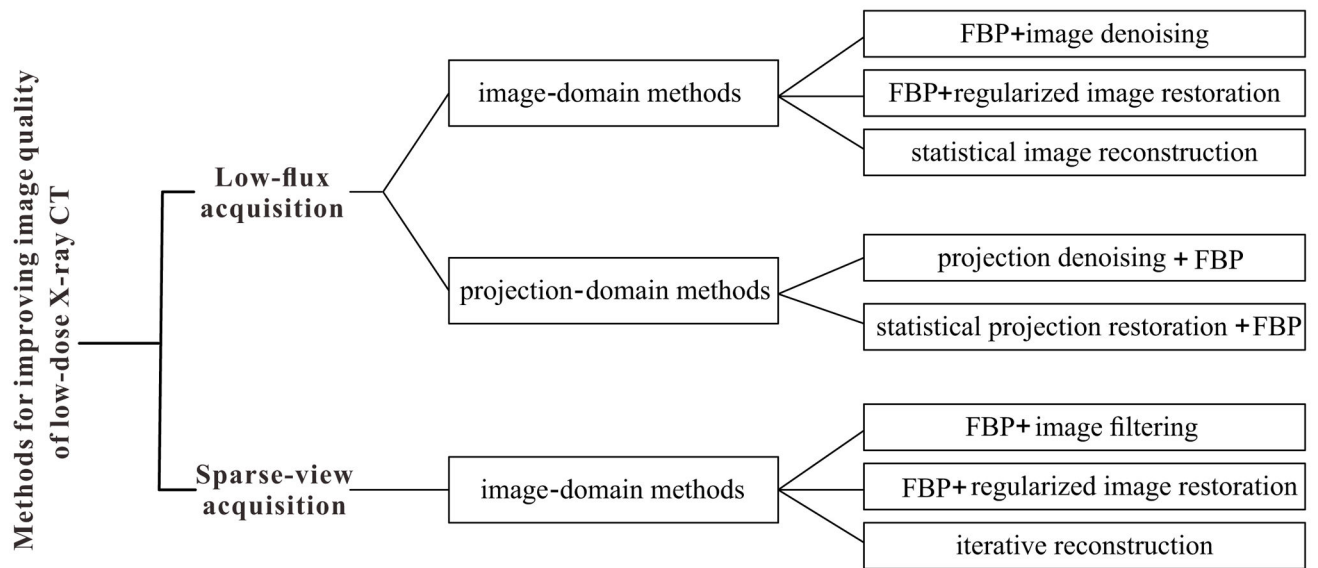 Methods for improving image quality
of low-dose X-ray CT
Low-flux
acquisition
image-domain methods
FBP+image denoising
FBP+regularized image restoration
statistical image reconstruction
projection-domain methods
projection denoising + FBP
statistical projection restoration +FBP
Sparse-view
acquisition
image-domain methods
FBP+ image filtering
FBP+ regularized image restoration
iterative reconstruction